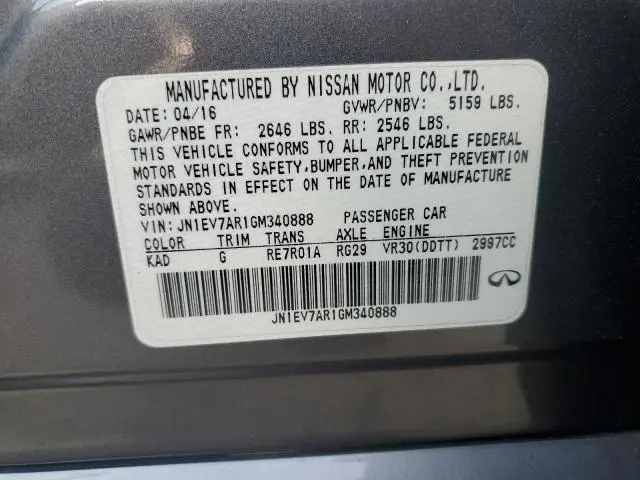 MANUFACTURED BY NISSAN MOTOR CO.,LTD.
DATE: 04/16 GVWR/PNBV: 5159 LBS.
GAWR/PNBE FR: 2646 LBS. RR: 2546 LBS.
THIS VEHICLE CONFORMS TO ALL APPLICABLE FEDERAL
MOTOR VEHICLE SAFETY,BUMPER,AND THEFT PREVENTION
STANDARDS IN EFFECT ON THE DATE OF MANUFACTURE
SHOWN ABOVE.
VIN:JN1EV7AR1GM340888 PASSENGER CAR
COLOR TRIM TRANS AXLE ENGINE
KAD G RE7R01A RG29 VR30(DDTT) 2997CC
JN1EV7AR1GM340888